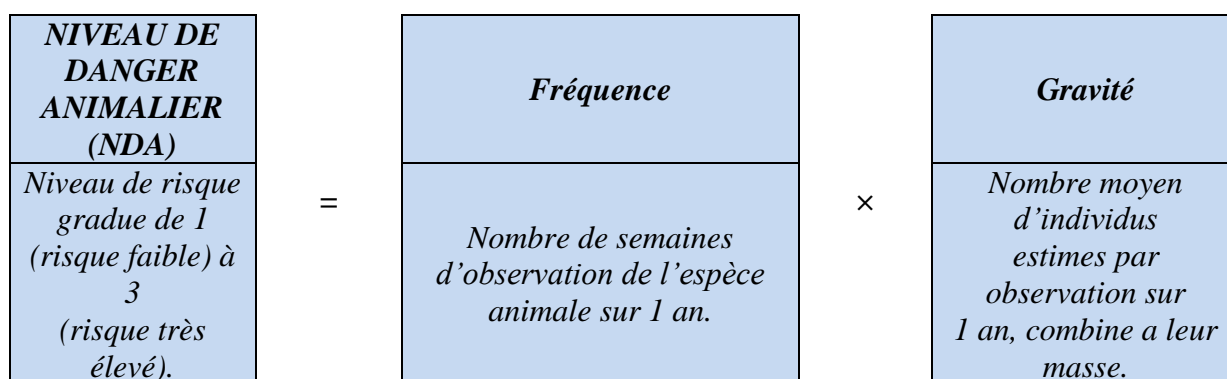 NIVEAU DE
DANGER
ANIMALIER
(NDA)
Niveau de risque
gradue de 1
(risque faible) à
3
(risque très
élevé).
=
Fréquence
Nombre de semaines
d’observation de l’espèce
animale sur 1 an.
×
Gravité
Nombre moyen
d’individus
estimes par
observation sur
1 an, combine a leur
masse.